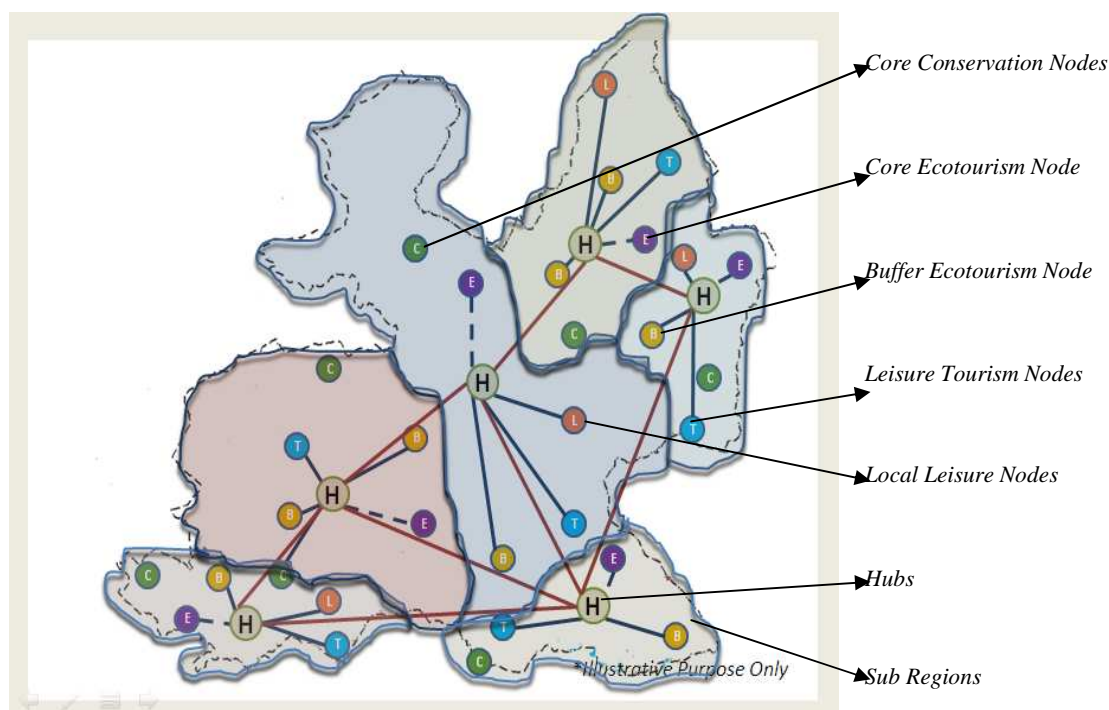 L
Core Conservation Nodes
B
T
Core Ecotourism Node
C
H
E
L
E
B
Buffer Ecotourism Node
E
H
C
B
C
C
Leisure Tourism Nodes
H
L
T
T
B
Local Leisure Nodes
H
B
E
T
B
E
C
B
C
Hubs
L
H
E
H
T
B
T
C
*Illustrative Purpose Only
Sub Regions